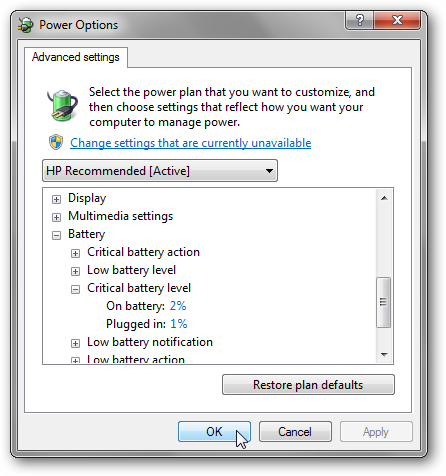 Power Options
Advanced settings
Select the power plan that you want to customize, and
then choose settings that reflect how you want your
computer to manage power.
Change settings that are currently unavailable
HP Recommended [Active]
Display
Multimedia settings
Battery
Critical battery action
Low battery level
Critical battery level
On battery: 2%
Plugged in: 1%
Low battery notification
Low battery action
Restore plan defaults
OK
Cancel
Apply